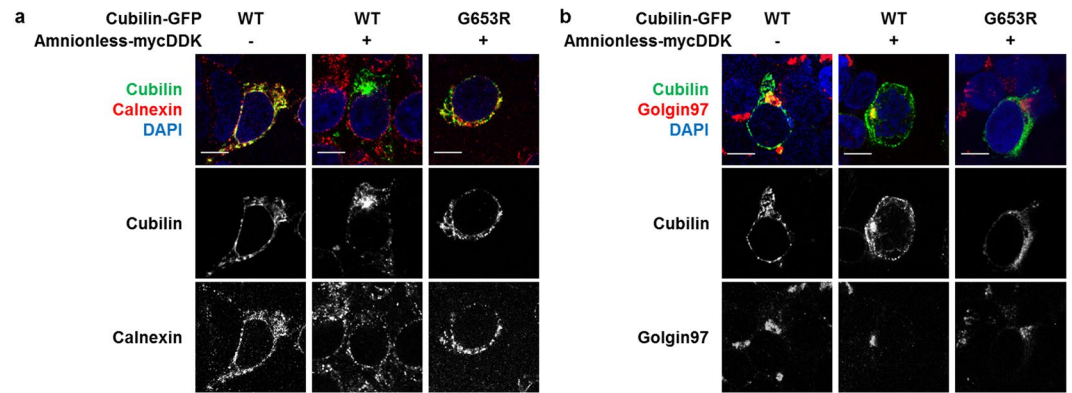 a
Cubilin-GFP WT WT G653R
Amnionless-mycDDK - + +
Cubilin
Calnexin
DAPI
Cubilin
Calnexin
b
Cubilin-GFP WT WT G653R
Amnionless-mycDDK - + +
Cubilin
Golgin97
DAPI
Cubilin
Golgin97